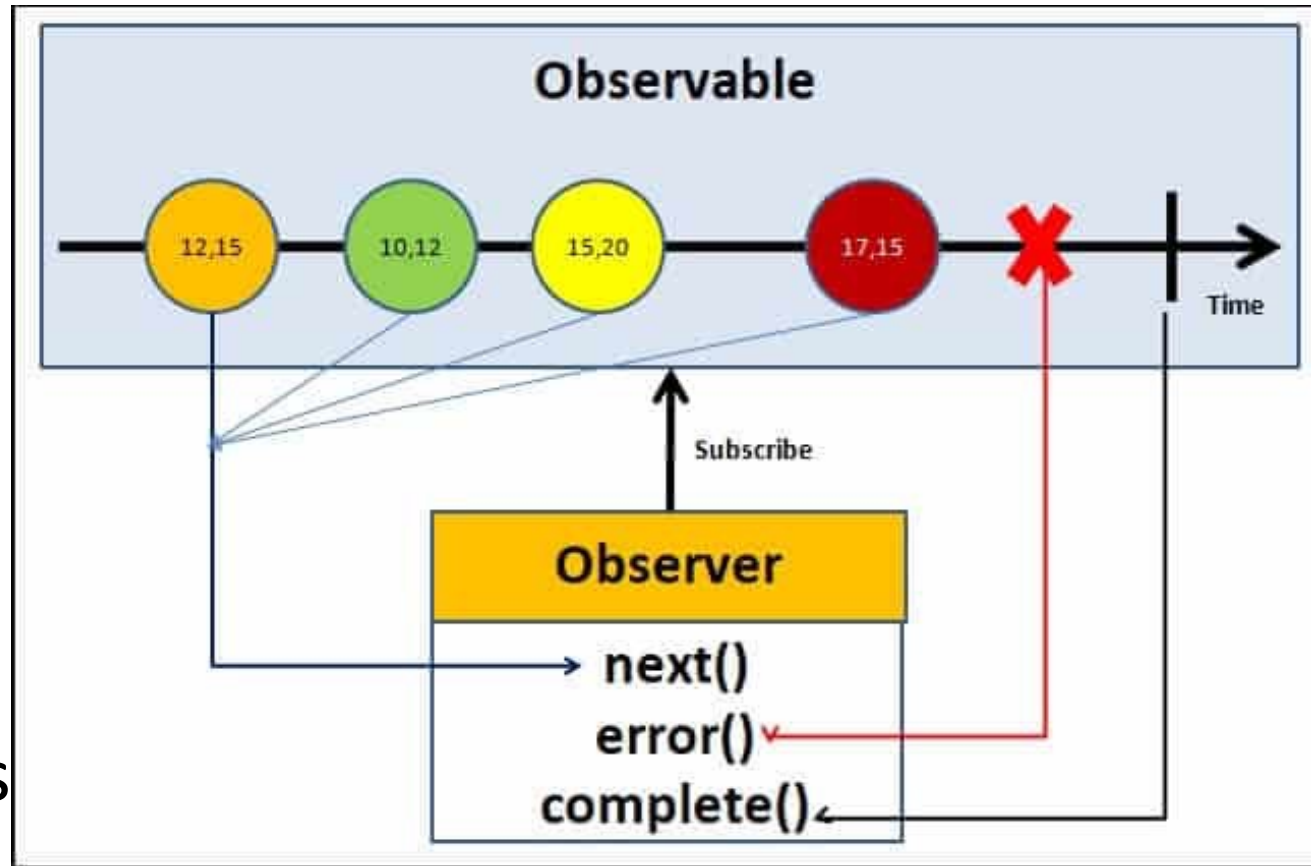 Observable
12,15
10,12
15,20
17,15
Time
Subscribe
Observer
next()
error()
s
complete()